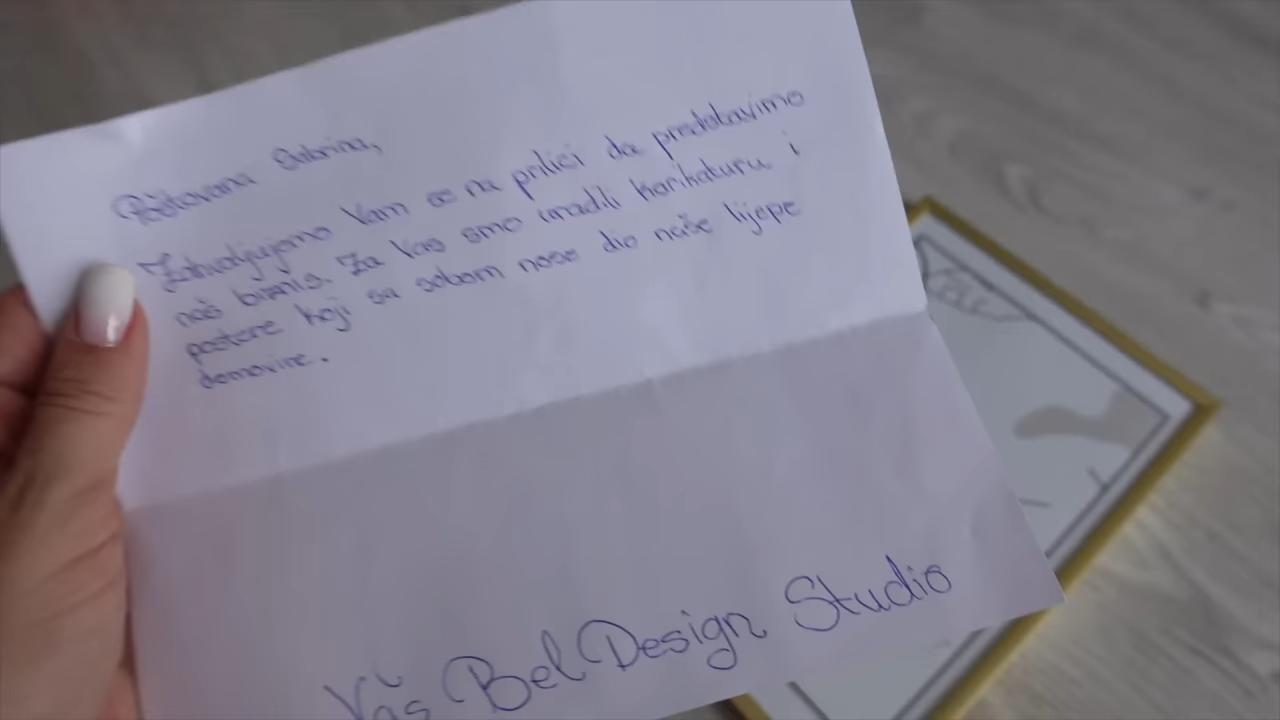 Poštovana Sabrina,
Zahvaljujemo Vam se na prilici da predstavimo
naš biznis. Za Vas smo uradili karikaturu i
postere koji sa sobom nose dio naše lijepe
domovine.
Vaš Bel Design Studio